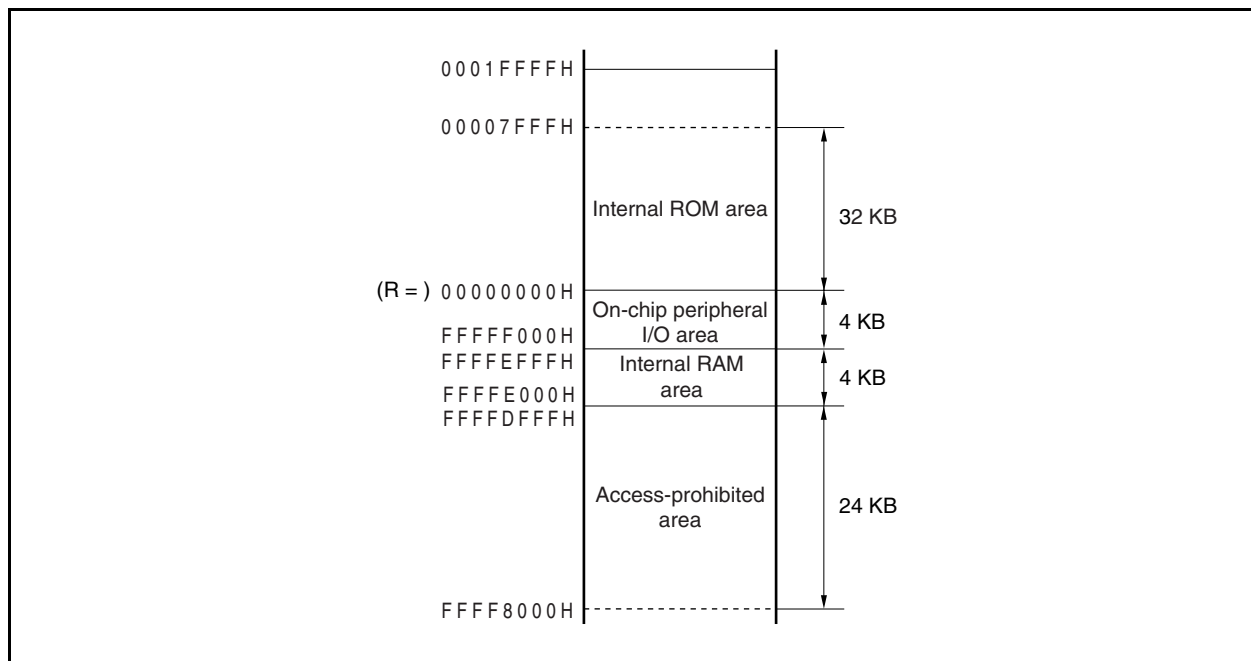 0001FFFFH
00007FFFH
Internal ROM area
32 KB
(R = ) 00000000H
On-chip peripheral
I/O area
4 KB
FFFFF000H
FFFFEFFFH
Internal RAM
area
4 KB
FFFFE000H
FFFFDFFFH
Access-prohibited
area
24 KB
FFFF8000H